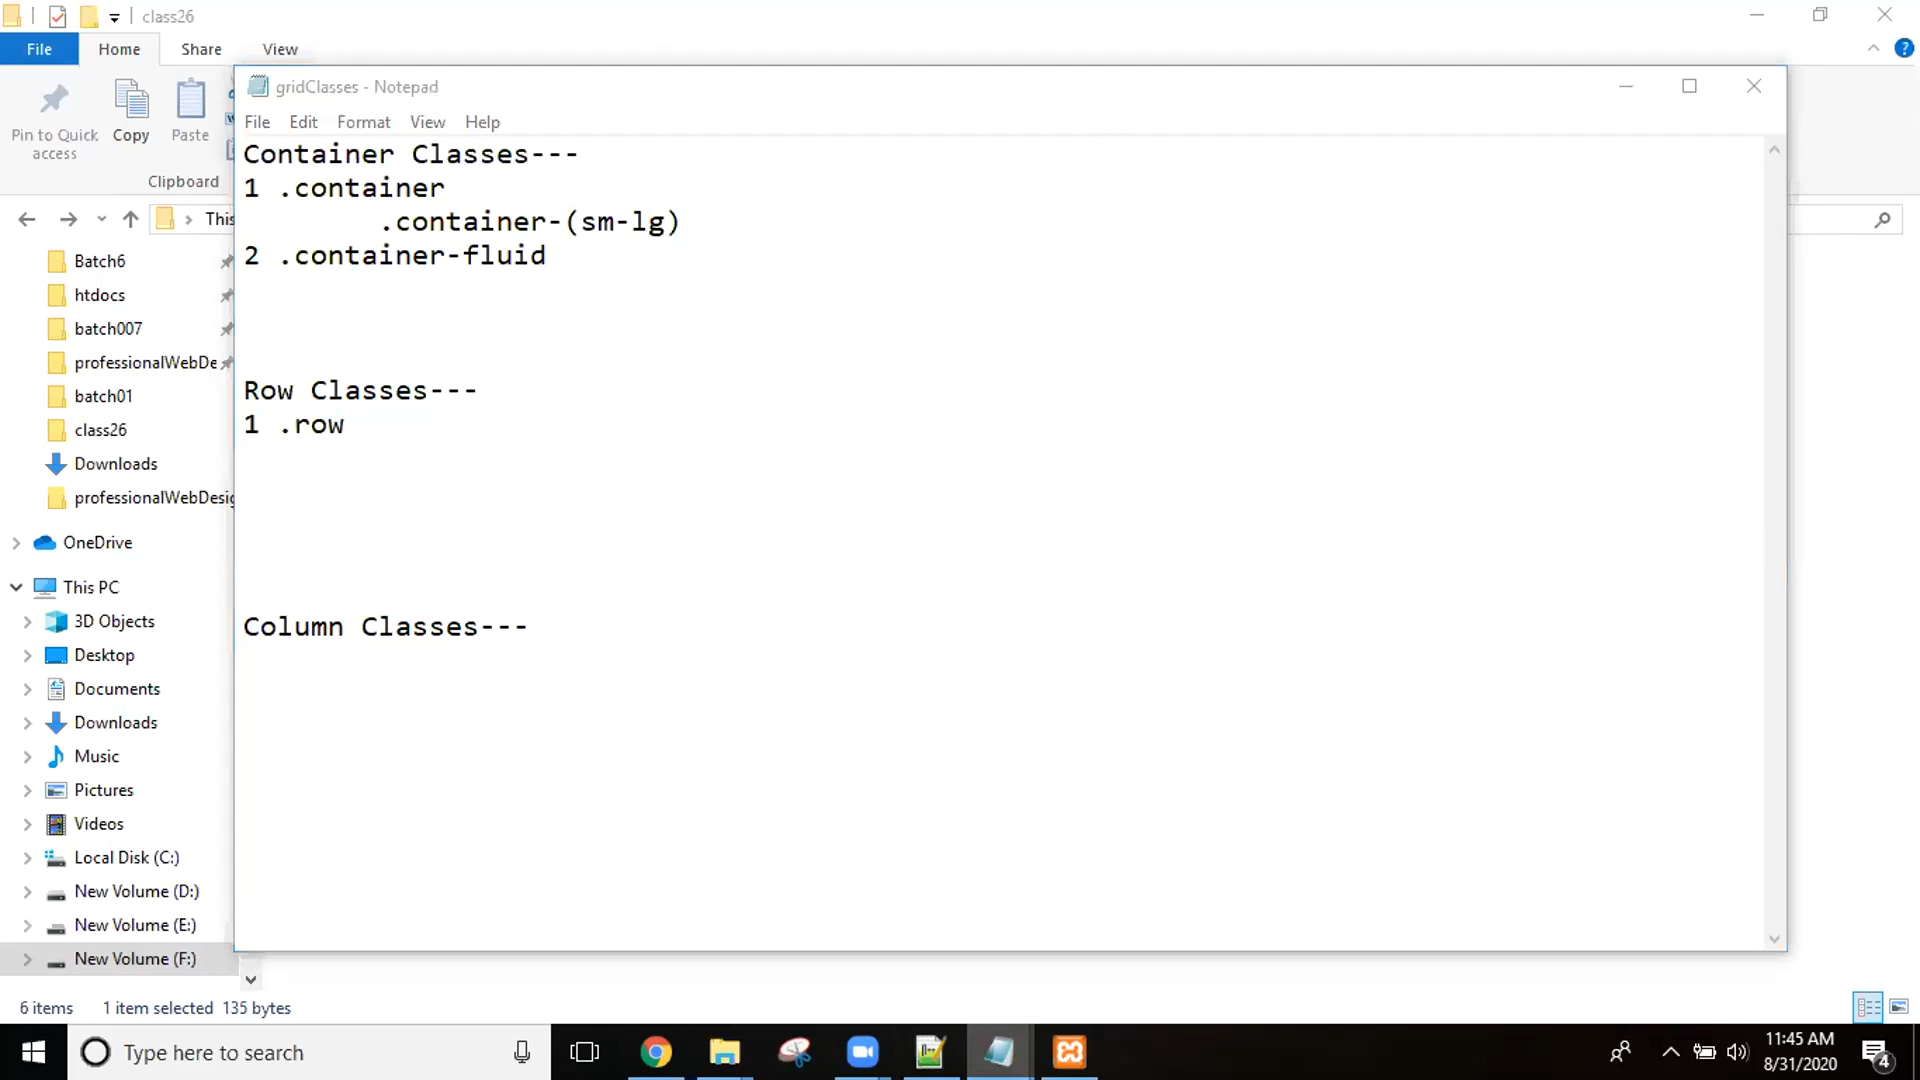 class26
File Home Share View
gridClasses - Notepad
File Edit Format View Help
Pin to Quick access
Copy
Paste
Clipboard
This
Container Classes---
1 .container
.container-(sm-lg)
2 .container-fluid
Row Classes---
1 .row
Column Classes---
Batch6
htdocs
batch007
professionalWebDe
batch01
class26
Downloads
professionalWebDesig
OneDrive
This PC
3D Objects
Desktop
Documents
Downloads
Music
Pictures
Videos
Local Disk (C:)
New Volume (D:)
New Volume (E:)
New Volume (F:)
6 items 1 item selected 135 bytes
Type here to search
11:45 AM
8/31/2020
4